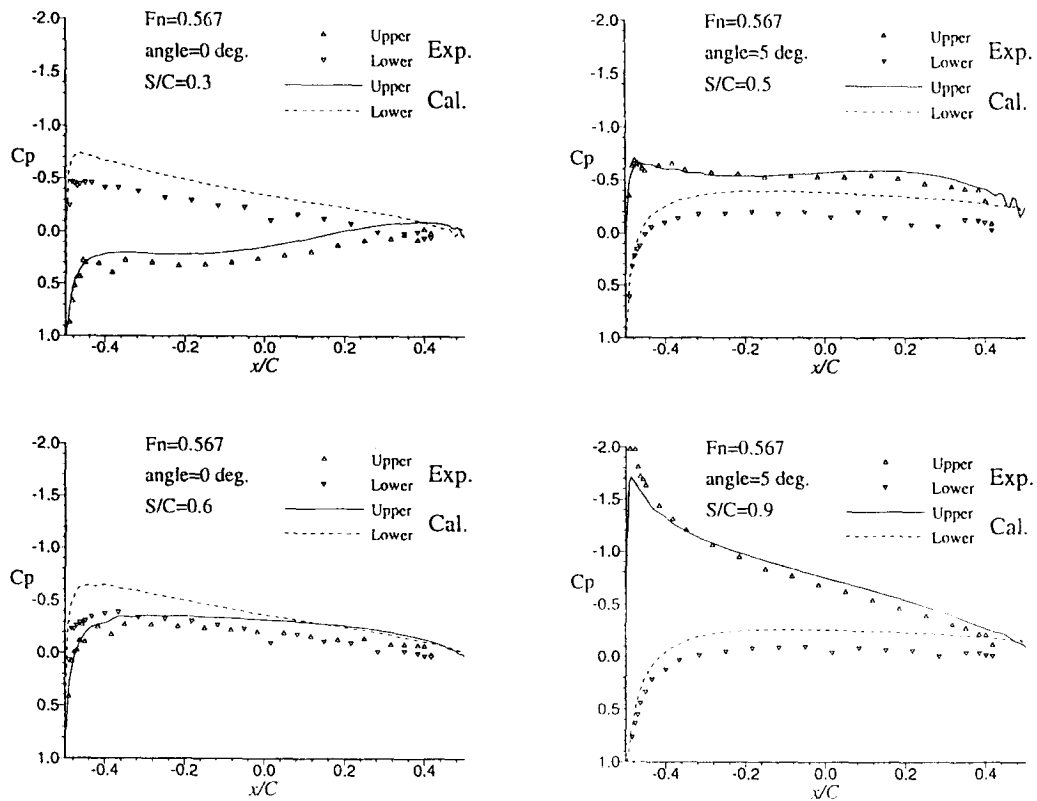 -2.0
-1.5
-1.0
Cp
-0.5
0.0
0.5
1.0
Fn=0.567
angle=0 deg.
S/C=0.3
Upper
Lower
Exp.
Upper
Lower
Cal.
-0.4 -0.2 0.0 0.2 0.4
x/C
-2.0
-1.5
-1.0
Cp
-0.5
0.0
0.5
1.0
Fn=0.567
angle=5 deg.
S/C=0.5
Upper
Lower
Exp.
Upper
Lower
Cal.
-0.4 -0.2 0.0 0.2 0.4
x/C
-2.0
-1.5
-1.0
Cp
-0.5
0.0
0.5
1.0
Fn=0.567
angle=0 deg.
S/C=0.6
Upper
Lower
Exp.
Upper
Lower
Cal.
-0.4 -0.2 0.0 0.2 0.4
x/C
-2.0
-1.5
-1.0
Cp
-0.5
0.0
0.5
1.0
Fn=0.567
angle=5 deg.
S/C=0.9
Upper
Lower
Exp.
Upper
Lower
Cal.
-0.4 -0.2 0.0 0.2 0.4
x/C